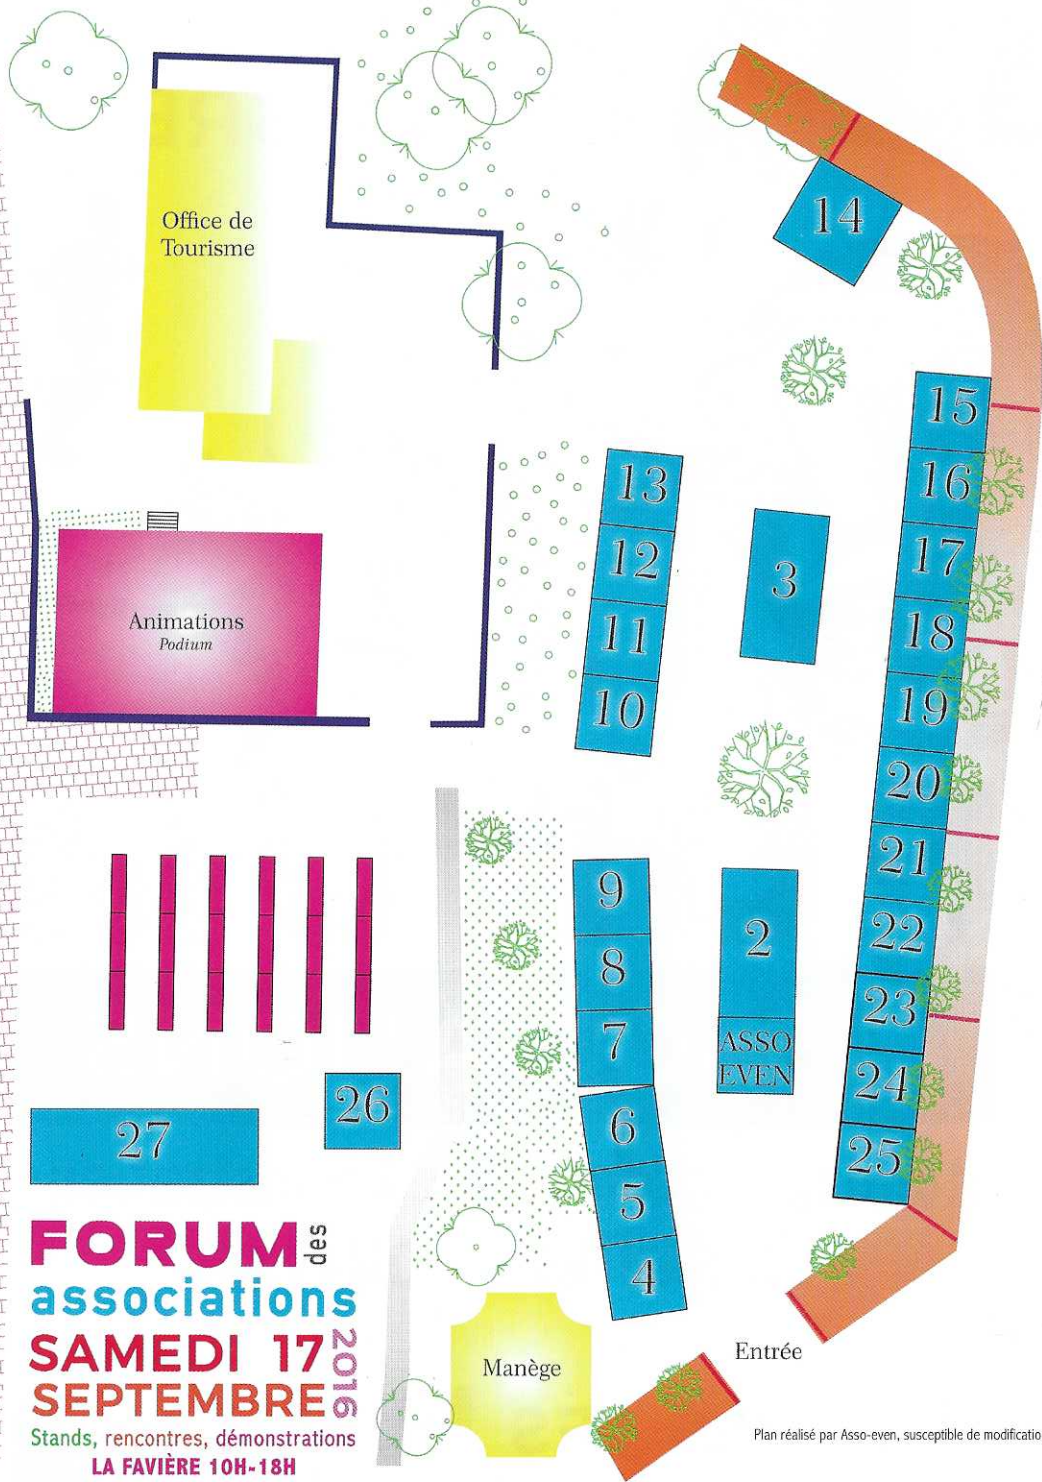 Office de
Tourisme
14
15
13
16
12
3
17
Animations
Podium
11
18
10
19
20
21
9
2
22
8
23
7
ASSO
EVEN
24
26
6
27
25
5
4
FORUM des
associations
SAMEDI 17
SEPTEMBRE
2016
Stands, rencontres, démonstrations
LA FAVIÈRE 10H-18H
Manège
Entrée
Plan réalisé par Asso-even, susceptible de modificatio